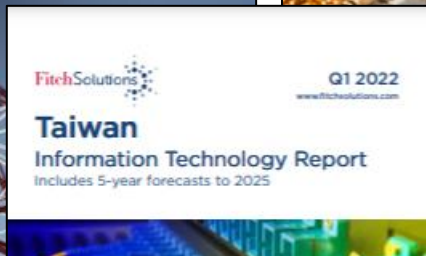 FitchSolutions
Q1 2022
www.fitchsolutions.com
Taiwan
Information Technology Report
Includes 5-year forecasts to 2025